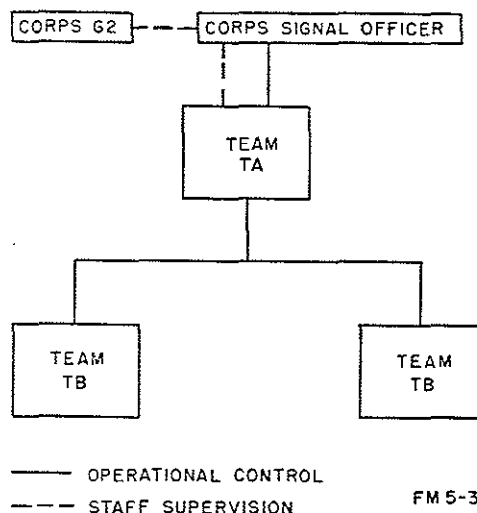 CORPS G2
CORPS SIGNAL OFFICER
TEAM
TA
TEAM
TB
TEAM
TB
OPERATIONAL CONTROL
STAFF SUPERVISION
FM 5-3